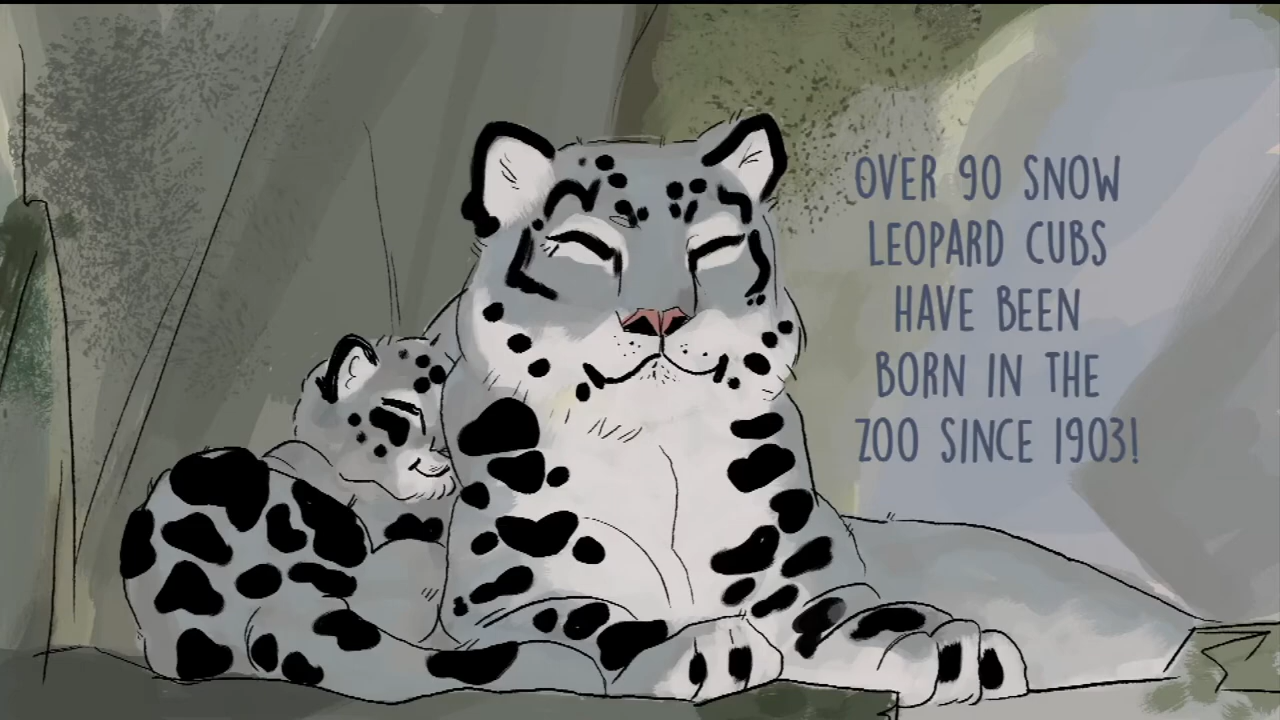 OVER 90 SNOW
LEOPARD CUBS
HAVE BEEN
BORN IN THE
ZOO SINCE 1903!